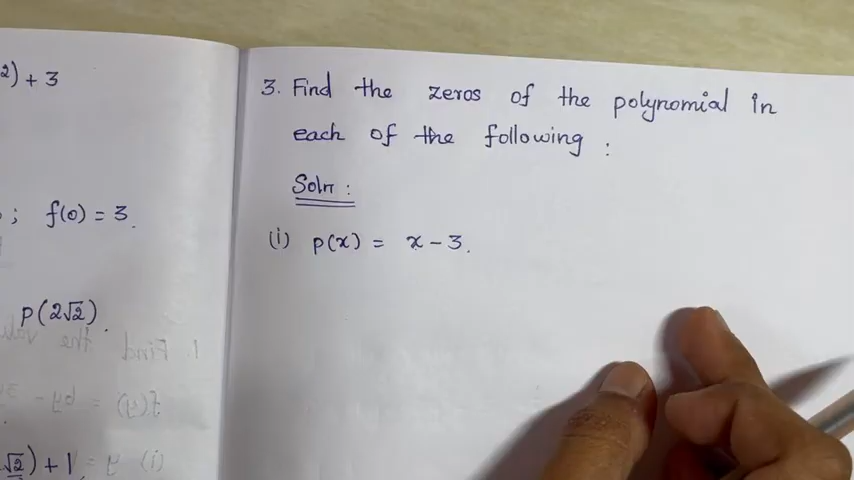 2) + 3
; f(0) = 3.
p(2√2).
√2) + 1
3. Find the zeros of the polynomial in
each of the following :
Soln :
(i) p(x) = x - 3.